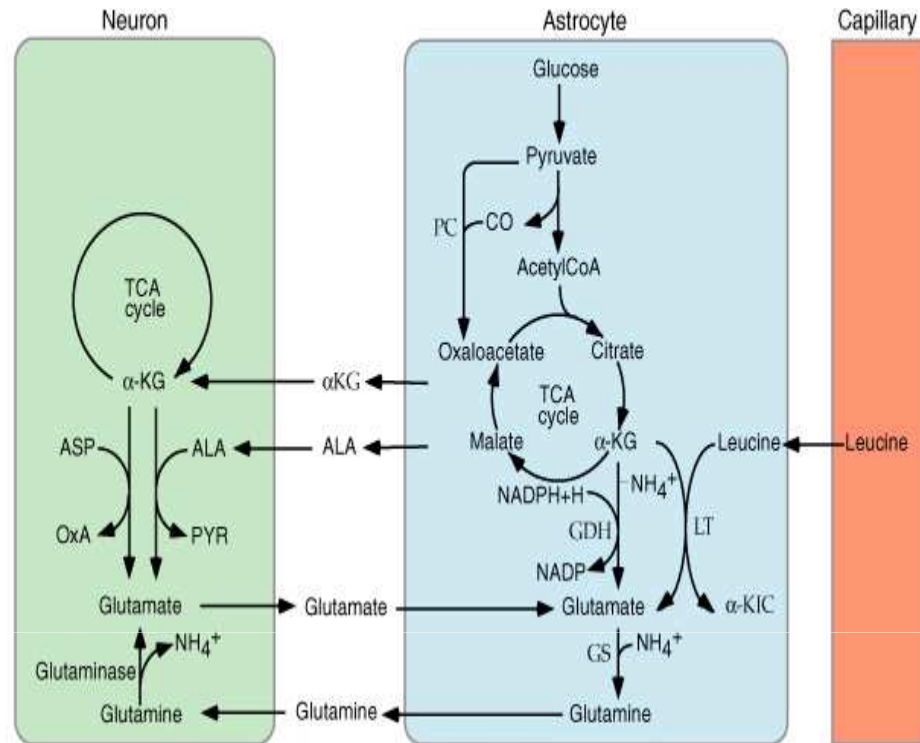 Neuron
Astrocyte
Capillary
Glucose
Pyruvate
PC
CO
AcetylCoA
TCA
cycle
Oxaloacetate
Citrate
α-KG
αKG
TCA
cycle
ASP
ALA
ALA
Malate
α-KG
Leucine
Leucine
NADPH+H
NH₄⁺
OxA
PYR
GDH
LT
NADP
Glutamate
Glutamate
Glutamate
α-KIC
NH₄⁺
GS
NH₄⁺
Glutaminase
Glutamine
Glutamine
Glutamine